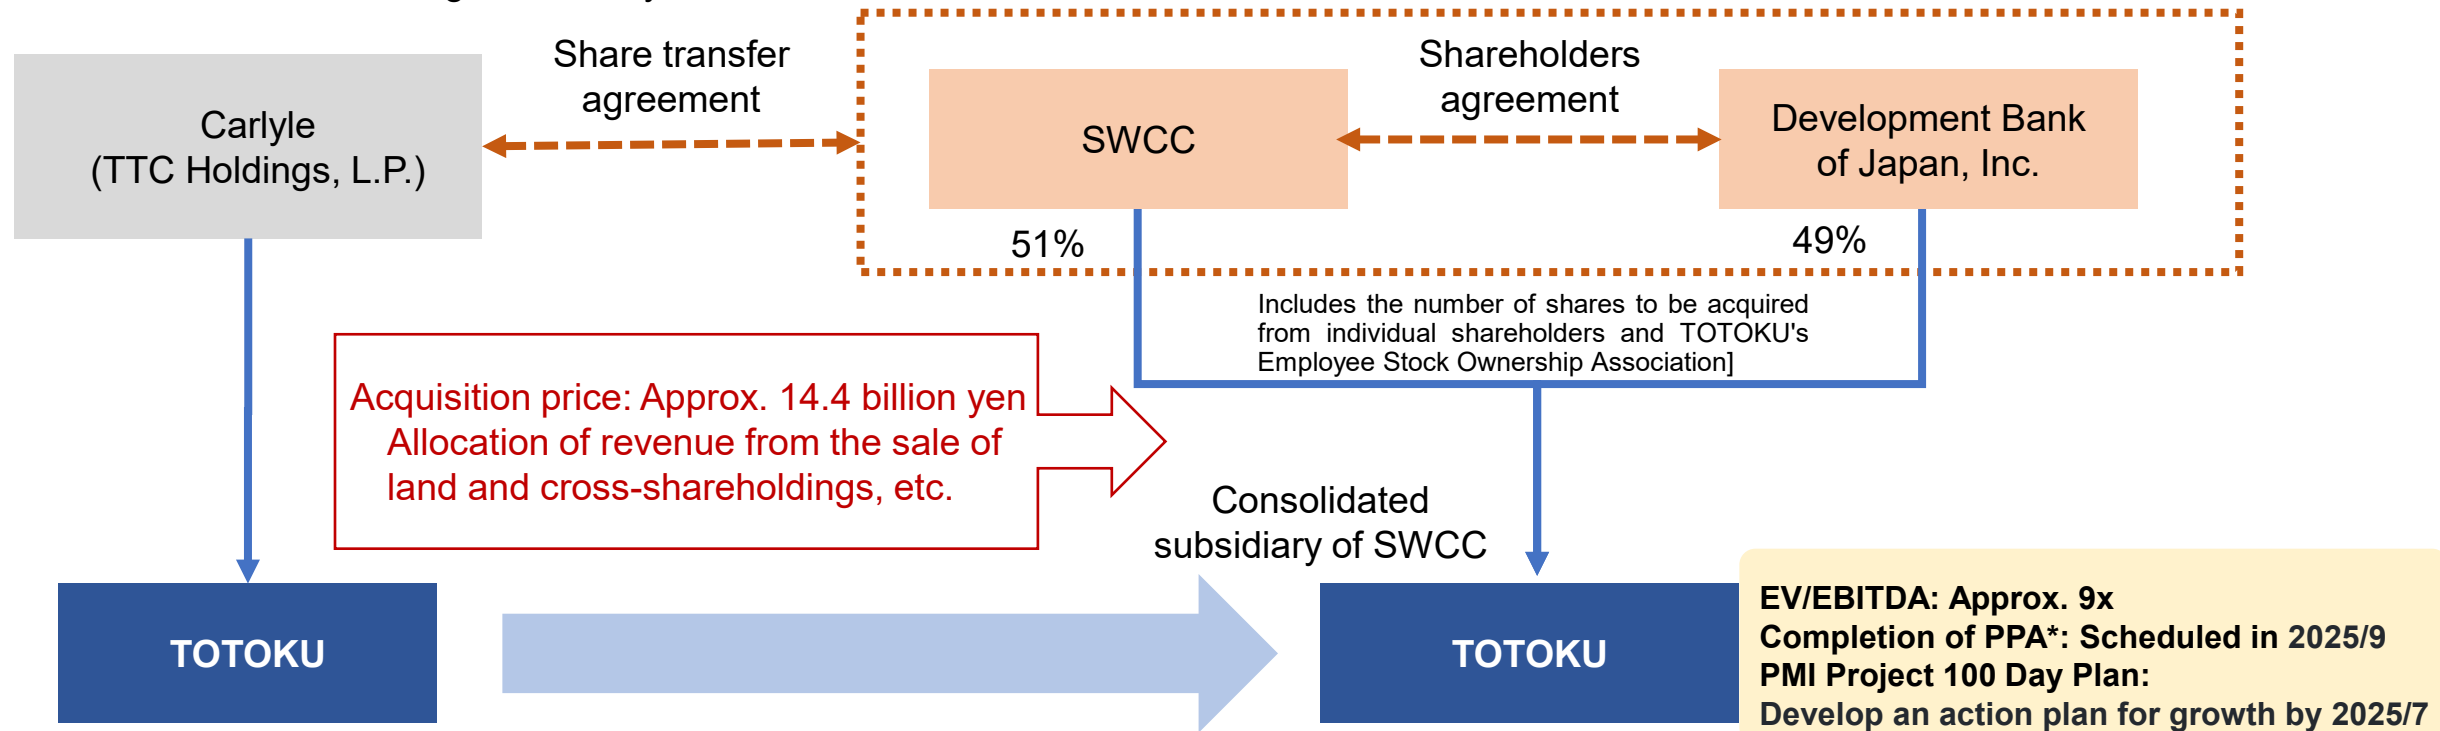 Share transfer
agreement
Shareholders
agreement
Carlyle
(TTC Holdings, L.P.)
SWCC
Development Bank
of Japan, Inc.
51%
49%
Includes the number of shares to be acquired
from individual shareholders and TOTOKU's
Employee Stock Ownership Association]
Acquisition price: Approx. 14.4 billion yen
Allocation of revenue from the sale of
land and cross-shareholdings, etc.
Consolidated
subsidiary of SWCC
TOTOKU
TOTOKU
EV/EBITDA: Approx. 9x
Completion of PPA*: Scheduled in 2025/9
PMI Project 100 Day Plan:
Develop an action plan for growth by 2025/7